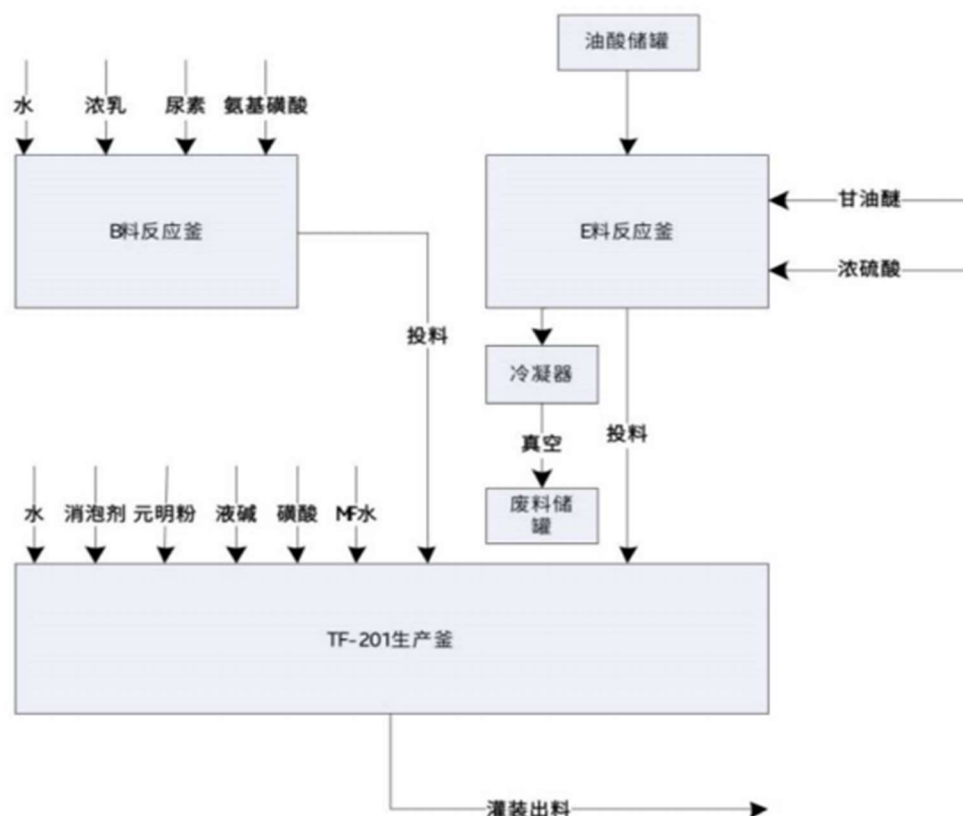 油酸储罐
水 浓乳 尿素 氨基磺酸
B料反应釜
E料反应釜
甘油醚
浓硫酸
投料
冷凝器
真空
投料
废料储
罐
水 消泡剂 元明粉 液碱 磺酸 MF水
TF-201生产釜
灌装出料